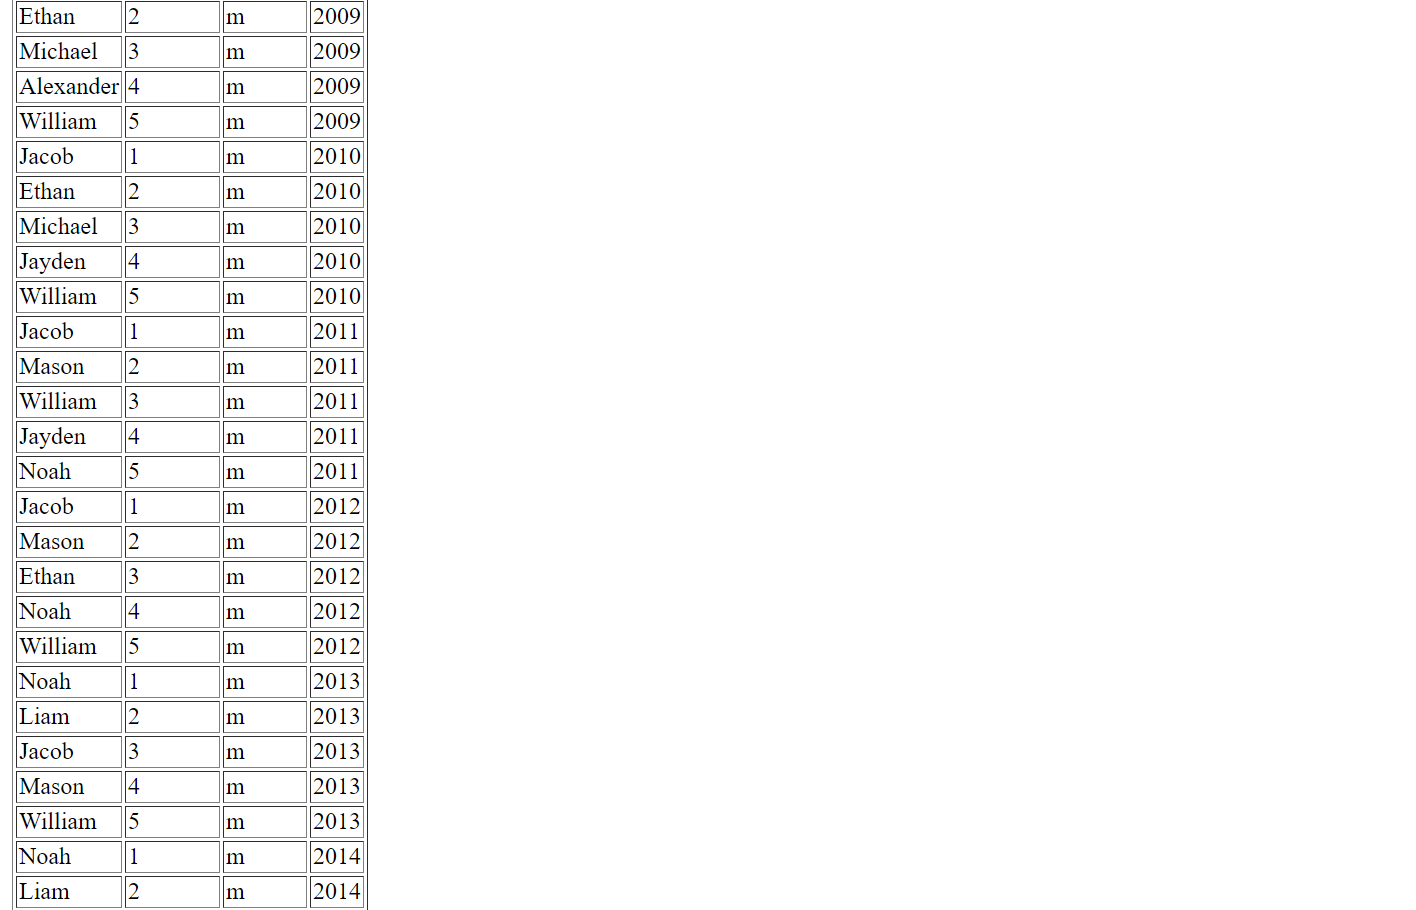 Ethan 2 m 2009
Michael 3 m 2009
Alexander 4 m 2009
William 5 m 2009
Jacob 1 m 2010
Ethan 2 m 2010
Michael 3 m 2010
Jayden 4 m 2010
William 5 m 2010
Jacob 1 m 2011
Mason 2 m 2011
William 3 m 2011
Jayden 4 m 2011
Noah 5 m 2011
Jacob 1 m 2012
Mason 2 m 2012
Ethan 3 m 2012
Noah 4 m 2012
William 5 m 2012
Noah 1 m 2013
Liam 2 m 2013
Jacob 3 m 2013
Mason 4 m 2013
William 5 m 2013
Noah 1 m 2014
Liam 2 m 2014